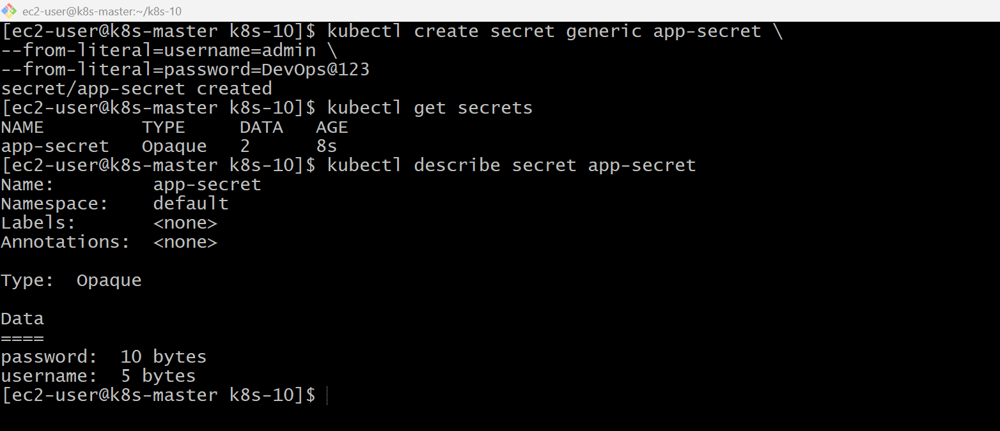 ec2-user@k8s-master:~/k8s-10
[ec2-user@k8s-master k8s-10]$ kubectl create secret generic app-secret \
--from-literal=username=admin \
--from-literal=password=DevOps@123
secret/app-secret created
[ec2-user@k8s-master k8s-10]$ kubectl get secrets
NAME         TYPE     DATA   AGE
app-secret   Opaque   2      8s
[ec2-user@k8s-master k8s-10]$ kubectl describe secret app-secret
Name:         app-secret
Namespace:    default
Labels:       <none>
Annotations:  <none>
Type:  Opaque
Data
====
password:  10 bytes
username:  5 bytes
[ec2-user@k8s-master k8s-10]$